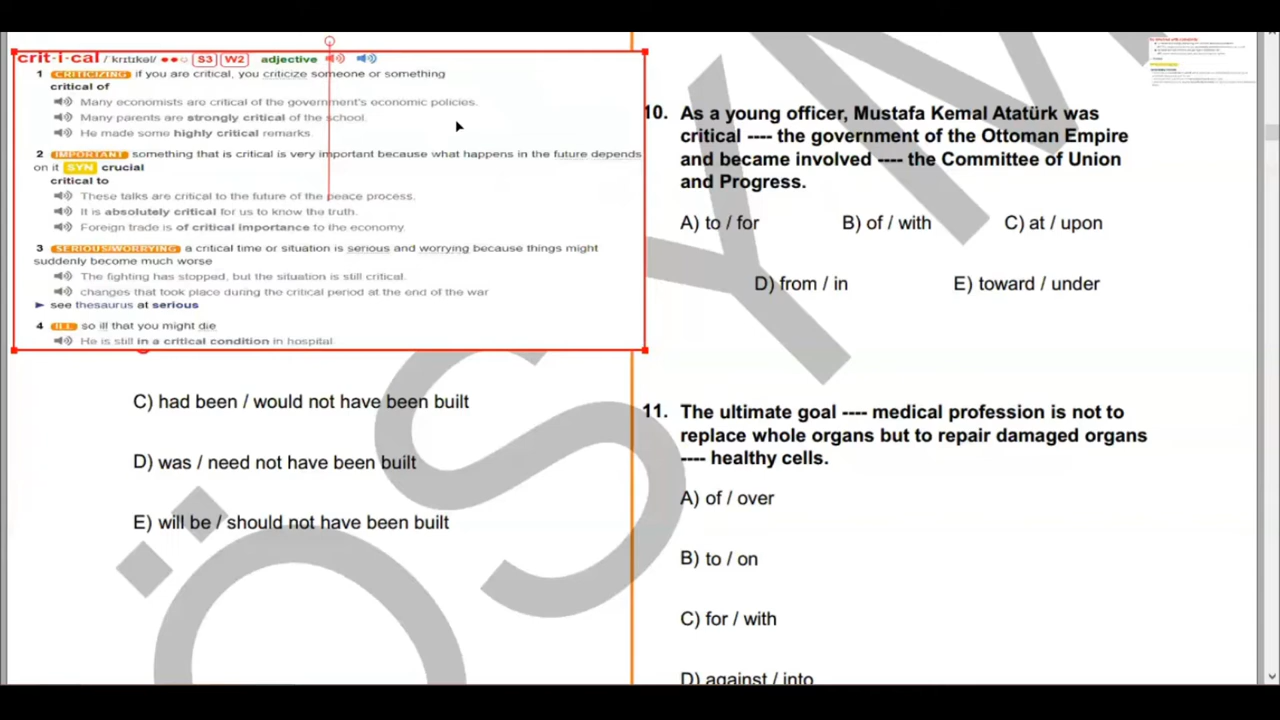 crit·i·cal /ˈkrɪtɪkəl/ ●●○ S3 W2 adjective
1 CRITICIZING if you are critical, you criticize someone or something
critical of
Many economists are critical of the government's economic policies.
Many parents are strongly critical of the school.
He made some highly critical remarks.
2 IMPORTANT something that is critical is very important because what happens in the future depends
on it SYN crucial
critical to
These talks are critical to the future of the peace process.
It is absolutely critical for us to know the truth.
Foreign trade is of critical importance to the economy.
3 SERIOUS/WORRYING a critical time or situation is serious and worrying because things might
suddenly become much worse
The fighting has stopped, but the situation is still critical.
changes that took place during the critical period at the end of the war
► see thesaurus at serious
4 ILL so ill that you might die
He is still in a critical condition in hospital
C) had been / would not have been built
D) was / need not have been built
E) will be / should not have been built
10. As a young officer, Mustafa Kemal Atatürk was
critical ---- the government of the Ottoman Empire
and became involved ---- the Committee of Union
and Progress.
A) to / for B) of / with C) at / upon
D) from / in E) toward / under
11. The ultimate goal ---- medical profession is not to
replace whole organs but to repair damaged organs
---- healthy cells.
A) of / over
B) to / on
C) for / with
D) against / into
ÖSYM